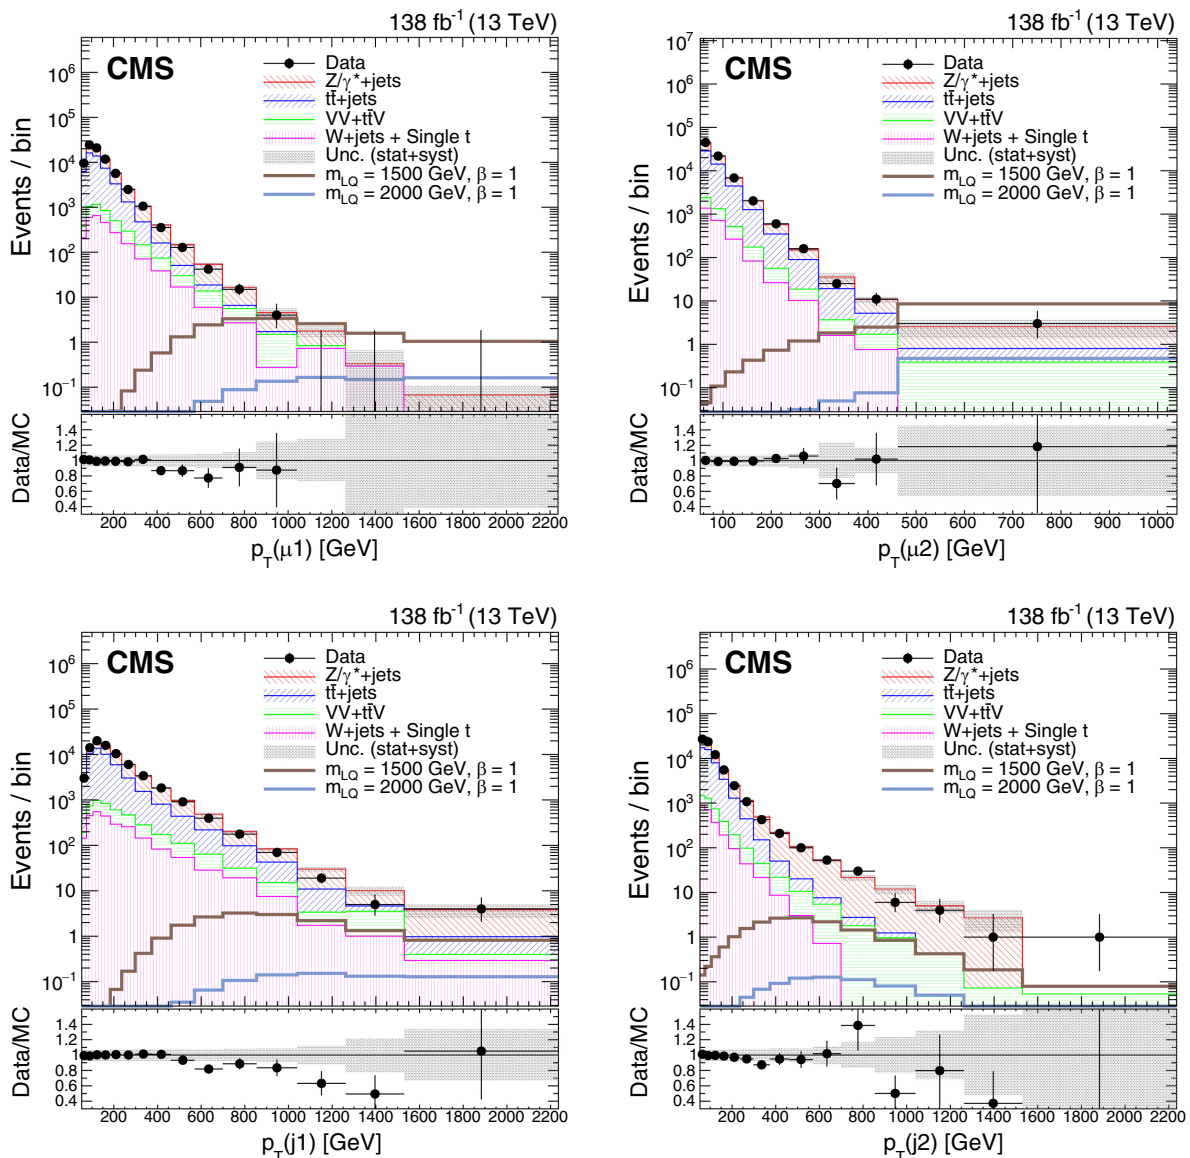 138 fb⁻¹ (13 TeV)
CMS
Data
Z/γ*+jets
tt̄+jets
VV+tt̄V
W+jets + Single t
Unc. (stat+syst)
m_LQ = 1500 GeV, β = 1
m_LQ = 2000 GeV, β = 1
Events / bin
10⁶
10⁵
10⁴
10³
10²
10
1
10⁻¹
Data/MC
1.4
1.2
1
0.8
0.6
0.4
200 400 600 800 1000 1200 1400 1600 1800 2000 2200
p_T(μ1) [GeV]
138 fb⁻¹ (13 TeV)
CMS
Data
Z/γ*+jets
tt̄+jets
VV+tt̄V
W+jets + Single t
Unc. (stat+syst)
m_LQ = 1500 GeV, β = 1
m_LQ = 2000 GeV, β = 1
Events / bin
10⁷
10⁶
10⁵
10⁴
10³
10²
10
1
10⁻¹
Data/MC
1.4
1.2
1
0.8
0.6
0.4
100 200 300 400 500 600 700 800 900 1000
p_T(μ2) [GeV]
138 fb⁻¹ (13 TeV)
CMS
Data
Z/γ*+jets
tt̄+jets
VV+tt̄V
W+jets + Single t
Unc. (stat+syst)
m_LQ = 1500 GeV, β = 1
m_LQ = 2000 GeV, β = 1
Events / bin
10⁶
10⁵
10⁴
10³
10²
10
1
10⁻¹
Data/MC
1.4
1.2
1
0.8
0.6
0.4
200 400 600 800 1000 1200 1400 1600 1800 2000 2200
p_T(j1) [GeV]
138 fb⁻¹ (13 TeV)
CMS
Data
Z/γ*+jets
tt̄+jets
VV+tt̄V
W+jets + Single t
Unc. (stat+syst)
m_LQ = 1500 GeV, β = 1
m_LQ = 2000 GeV, β = 1
Events / bin
10⁶
10⁵
10⁴
10³
10²
10
1
10⁻¹
Data/MC
1.4
1.2
1
0.8
0.6
0.4
200 400 600 800 1000 1200 1400 1600 1800 2000 2200
p_T(j2) [GeV]